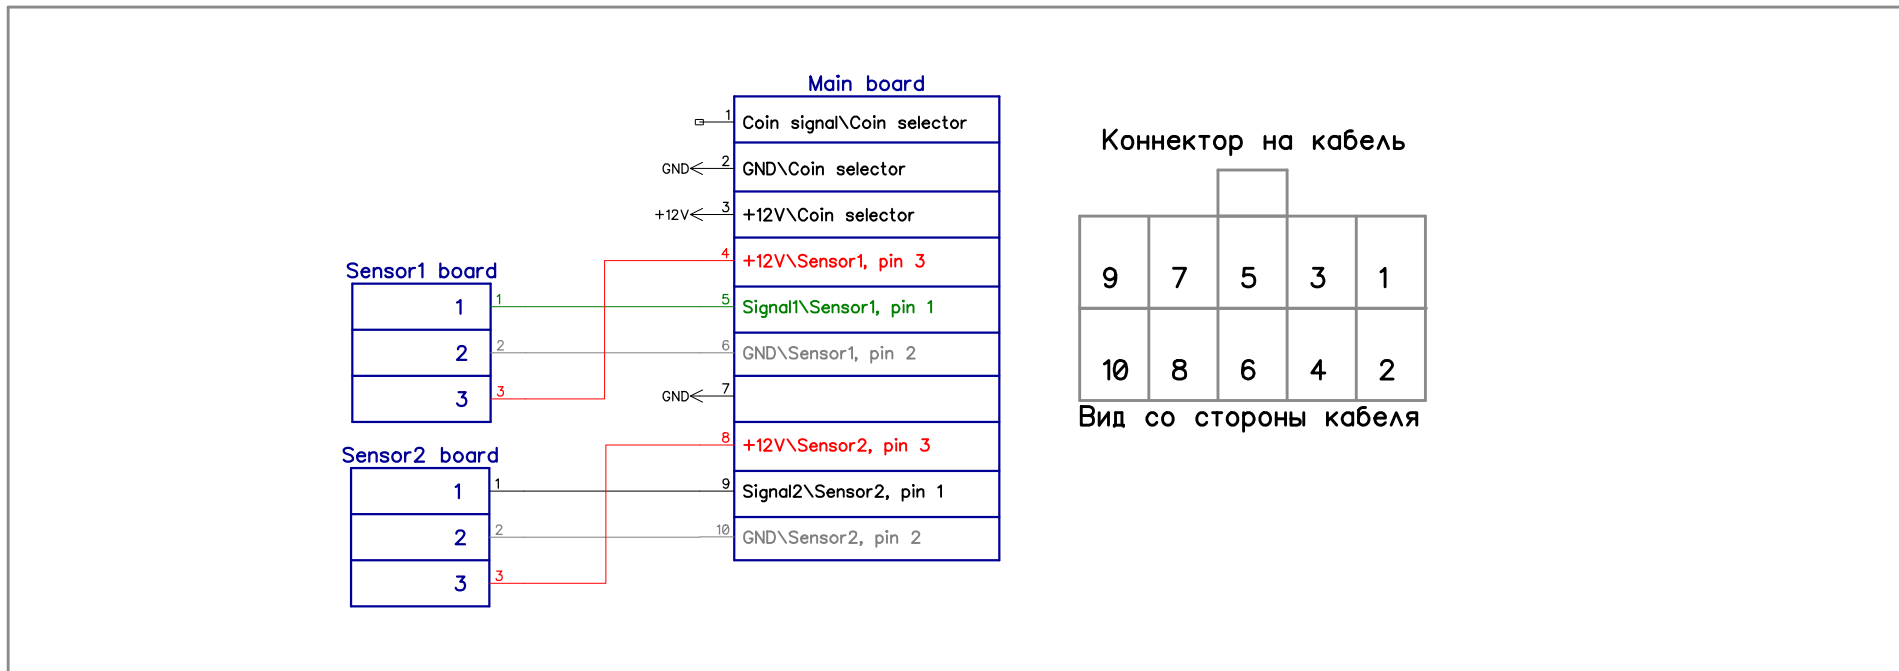 Main board
1 Coin signal\Coin selector
GND 2 GND\Coin selector
+12V 3 +12V\Coin selector
4 +12V\Sensor1, pin 3
5 Signal1\Sensor1, pin 1
6 GND\Sensor1, pin 2
GND 7
8 +12V\Sensor2, pin 3
9 Signal2\Sensor2, pin 1
10 GND\Sensor2, pin 2
Sensor1 board
1 1
2 2
3 3
Sensor2 board
1 1
2 2
3 3
Коннектор на кабель
9 7 5 3 1
10 8 6 4 2
Вид со стороны кабеля